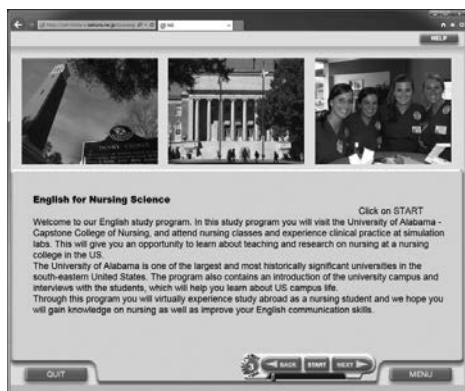 HELP
English for Nursing Science
Click on START
Welcome to our English study program. In this study program you will visit the University of Alabama -
Capstone College of Nursing, and attend nursing classes and experience clinical practice at simulation
labs. This will give you an opportunity to learn about teaching and research on nursing at a nursing
college in the US.
The University of Alabama is one of the largest and most historically significant universities in the
south-eastern United States. The program also contains an introduction of the university campus and
interviews with the students, which will help you learn about US campus life.
Through this program you will virtually experience study abroad as a nursing student and we hope you
will gain knowledge on nursing as well as improve your English communication skills.
BACK START NEXT
QUIT MENU